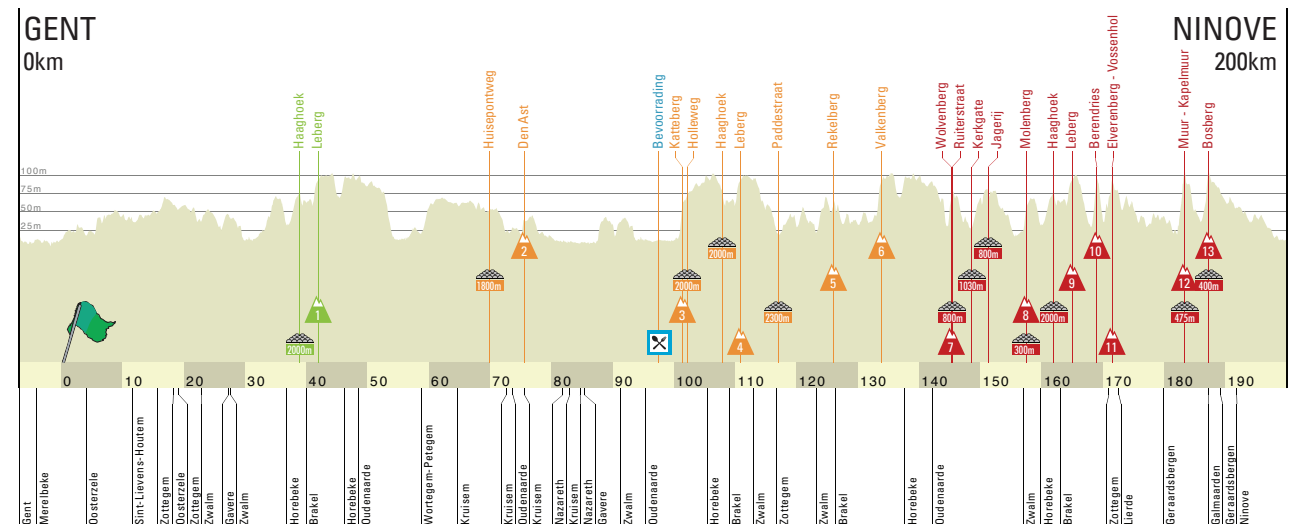 GENT
0km
NINOVE
200km
Haaghoek
Leberg
Huisepontweg
Den Ast
Bevoorrading
Katteberg
Holleweg
Haaghoek
Leberg
Paddestraat
Rekelberg
Valkenberg
Wolvenberg
Ruiterstraat
Kerkgate
Jagerij
Molenberg
Haaghoek
Leberg
Berendries
Elverenberg - Vossenhol
Muur - Kapelmuur
Bosberg
100m
75m
50m
25m
2 6 10 13
2000m 800m
1800m 2000m 5 1030m 9 12 400m
1 3 2300m 800m 8 2000m 475m
2000m 4 7 300m 11
0 10 20 30 40 50 60 70 80 90 100 110 120 130 140 150 160 170 180 190
Gent
Merelbeke
Oosterzele
Sint-Lievens-Houtem
Zottegem
Oosterzele
Zottegem
Zwalm
Gavere
Zwalm
Horebeke
Brakel
Horebeke
Oudenaarde
Wortegem-Petegem
Kruisem
Kruisem
Oudenaarde
Kruisem
Nazareth
Kruisem
Nazareth
Gavere
Zwalm
Oudenaarde
Horebeke
Brakel
Zwalm
Zottegem
Zwalm
Brakel
Horebeke
Oudenaarde
Zwalm
Horebeke
Brakel
Zottegem
Lierde
Geraardsbergen
Galmaarden
Geraardsbergen
Ninove